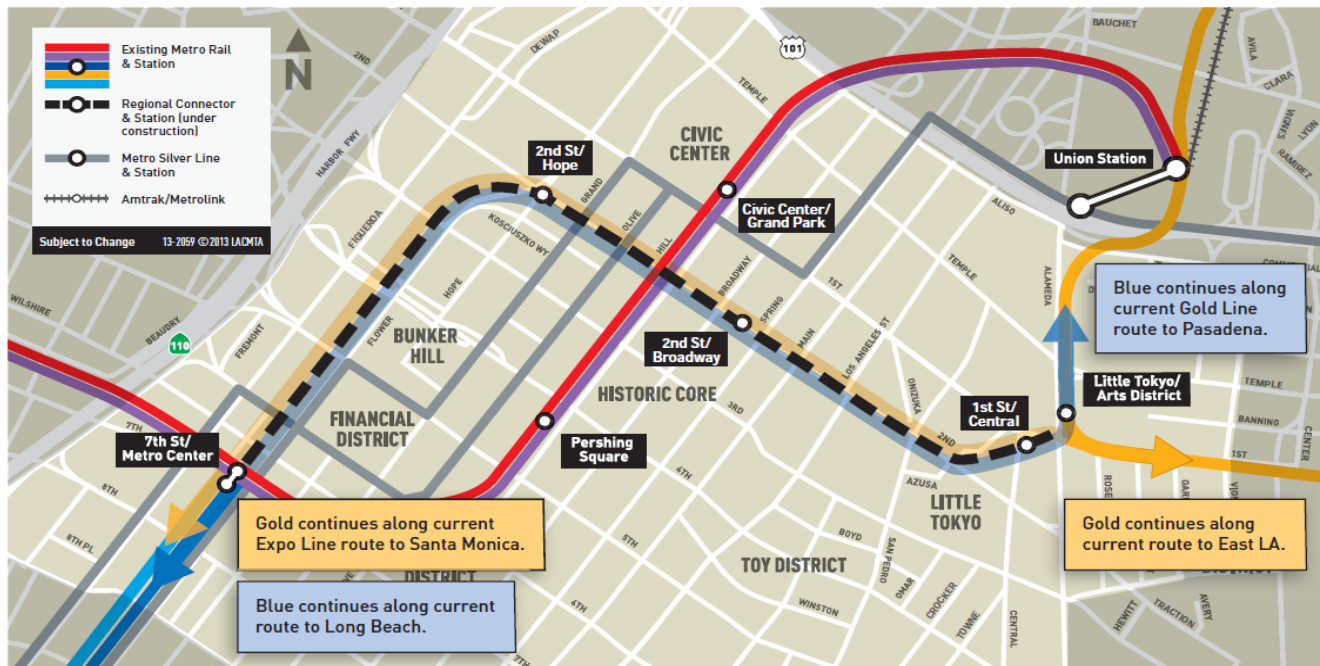 Existing Metro Rail
& Station
Regional Connector
& Station (under
construction)
Metro Silver Line
& Station
Amtrak/Metrolink
Subject to Change
13-2059 ©2013 LACMTA
N
2ND
DEWAP
101
BAUCHET
AVILA
CLARA
VIGNES
LYON
RAMIREZ
TEMPLE
HARBOR FWY
CIVIC
CENTER
2nd St/
Hope
Union Station
GRAND
OLIVE
HILL
Civic Center/
Grand Park
ALISO
FIGUEROA
KOSCIUSZKO WY
BROADWAY
1ST
TEMPLE
ALAMEDA
WILSHIRE
BEAUDRY
110
FREMONT
HOPE
FLOWER
BUNKER
HILL
SPRING
MAIN
LOS ANGELES ST
2nd St/
Broadway
Blue continues along
current Gold Line
route to Pasadena.
HISTORIC CORE
ONIZUKA
Little Tokyo/
Arts District
TEMPLE
BANNING
CENTER
1ST
FINANCIAL
DISTRICT
3RD
1st St/
Central
2ND
7TH
7th St/
Metro Center
Pershing
Square
8TH
8TH PL
4TH
AZUSA
LITTLE
TOKYO
Gold continues along current
Expo Line route to Santa Monica.
Gold continues along
current route to East LA.
5TH
BOYD
SAN PEDRO
OMAR
CROCKER
TOWNE
CENTRAL
TOY DISTRICT
DISTRICT
Blue continues along current
route to Long Beach.
6TH
WINSTON
7TH
HEWITT
TRACTION
AVERY